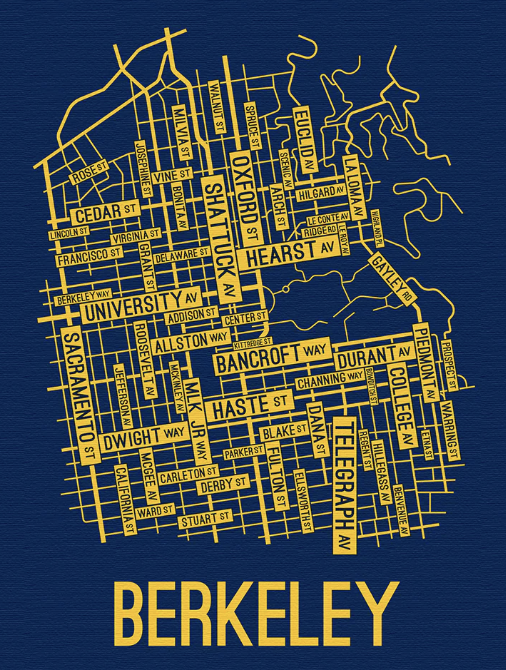 WALNUT ST
SPRUCE ST
MILVIA ST
EUCLID AV
JOSEPHINE ST
OXFORD ST
SCENIC AV
LA LOMA AV
ROSE ST
VINE ST
BONITA AV
SHATTUCK AV
ARCH ST
HILGARD AV
CEDAR ST
LE CONTE AV
RIDGE RD
LE ROY AV
HIGHLAND PL
LINCOLN ST
VIRGINIA ST
FRANCISCO ST
GRANT ST
DELAWARE ST
HEARST AV
GAYLEY RD
BERKELEY WAY
UNIVERSITY AV
ADDISON ST
CENTER ST
SACRAMENTO ST
ROOSEVELT AV
ALLSTON WAY
KITTREDGE ST
BANCROFT WAY
DURANT AV
PIEDMONT AV
PROSPECT ST
JEFFERSON AV
MCKINLEY AV
MLK JR WAY
CHANNING WAY
BOWDITCH ST
COLLEGE AV
HASTE ST
DANA ST
WARRING ST
DWIGHT WAY
BLAKE ST
TELEGRAPH AV
REGENT ST
HILLEGASS AV
ETNA ST
PARKER ST
MCGEE AV
CARLETON ST
FULTON ST
CALIFORNIA ST
DERBY ST
ELLSWORTH ST
BENVENUE AV
WARD ST
STUART ST
BERKELEY